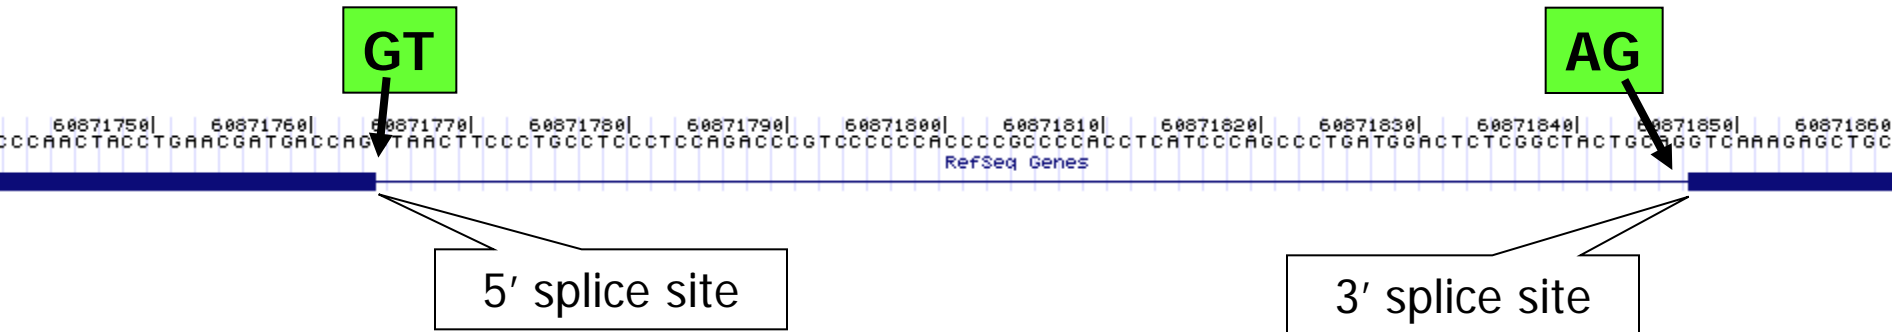 GT
AG
60871750| 60871760| 60871770| 60871780| 60871790| 60871800| 60871810| 60871820| 60871830| 60871840| 60871850| 60871860
CCCAACTACCTGAACGATGACCAGGTAACTTCCCTGCCTCCCTCCAGACCCGTCCCCCCACCCCGCCCCACCTCATCCCAGCCCTGATGGACTCTCGGCTACTGCAGGTCAAAGAGCTGC
RefSeq Genes
5′ splice site
3′ splice site